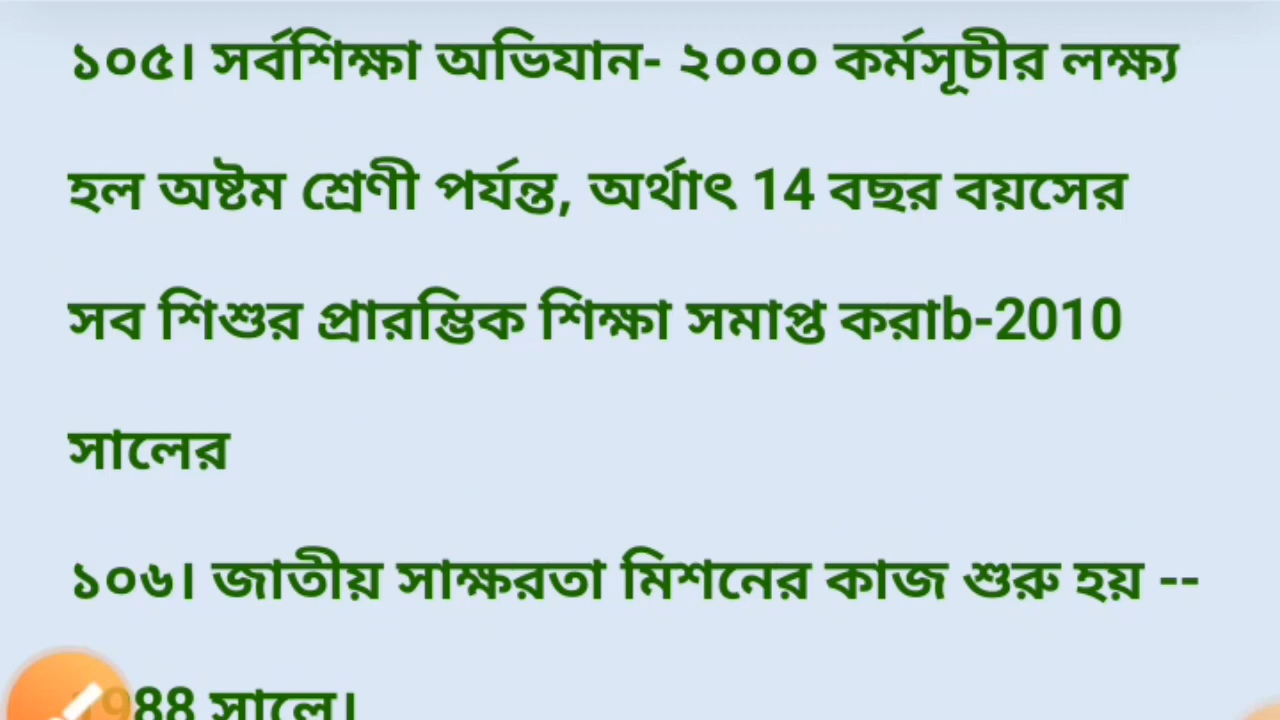 ১০৫। সর্বশিক্ষা অভিযান- ২০০০ কর্মসূচীর লক্ষ্য
হল অষ্টম শ্রেণী পর্যন্ত, অর্থাৎ 14 বছর বয়সের
সব শিশুর প্রারম্ভিক শিক্ষা সমাপ্ত করাb-2010
সালের
১০৬। জাতীয় সাক্ষরতা মিশনের কাজ শুরু হয় --
1988 সালে।